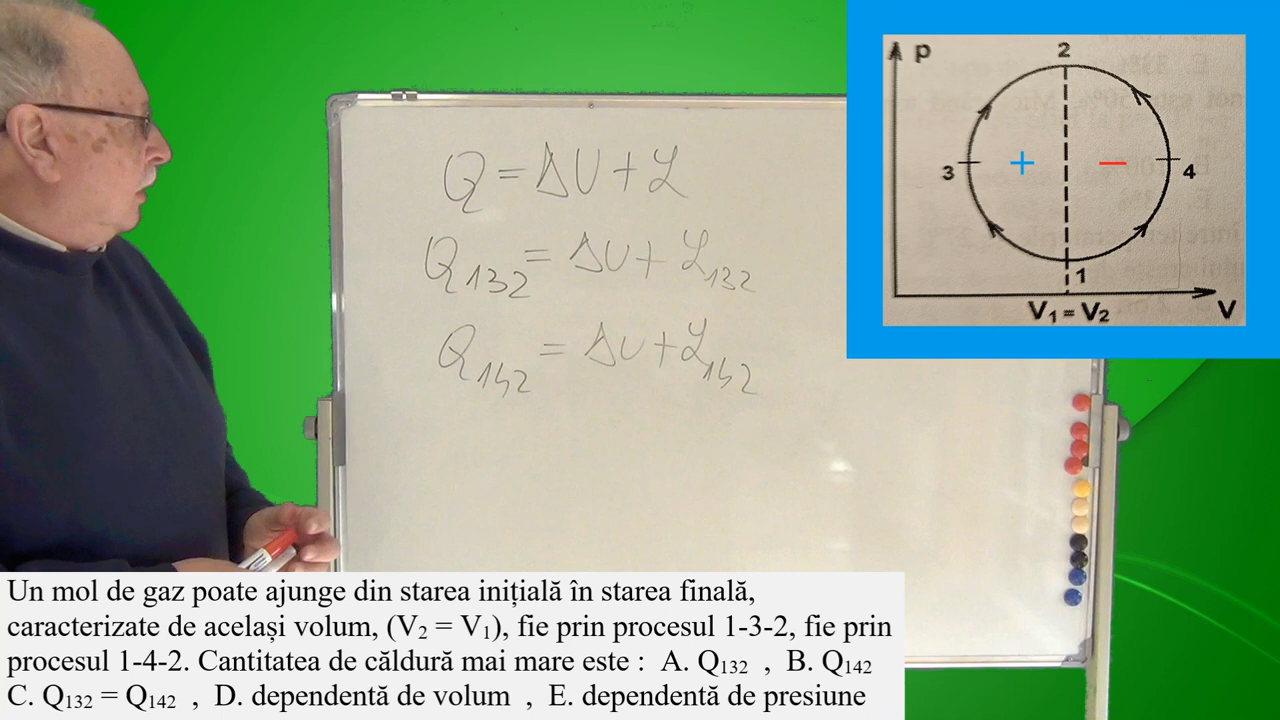 Q = ΔU + L
Q132 = ΔU + L132
Q142 = ΔU + L142
p
2
3
+
−
4
1
V₁ = V₂
V
Un mol de gaz poate ajunge din starea inițială în starea finală,
caracterizate de același volum, (V₂ = V₁), fie prin procesul 1-3-2, fie prin
procesul 1-4-2. Cantitatea de căldură mai mare este : A. Q₁₃₂ , B. Q₁₄₂
C. Q₁₃₂ = Q₁₄₂ , D. dependentă de volum , E. dependentă de presiune